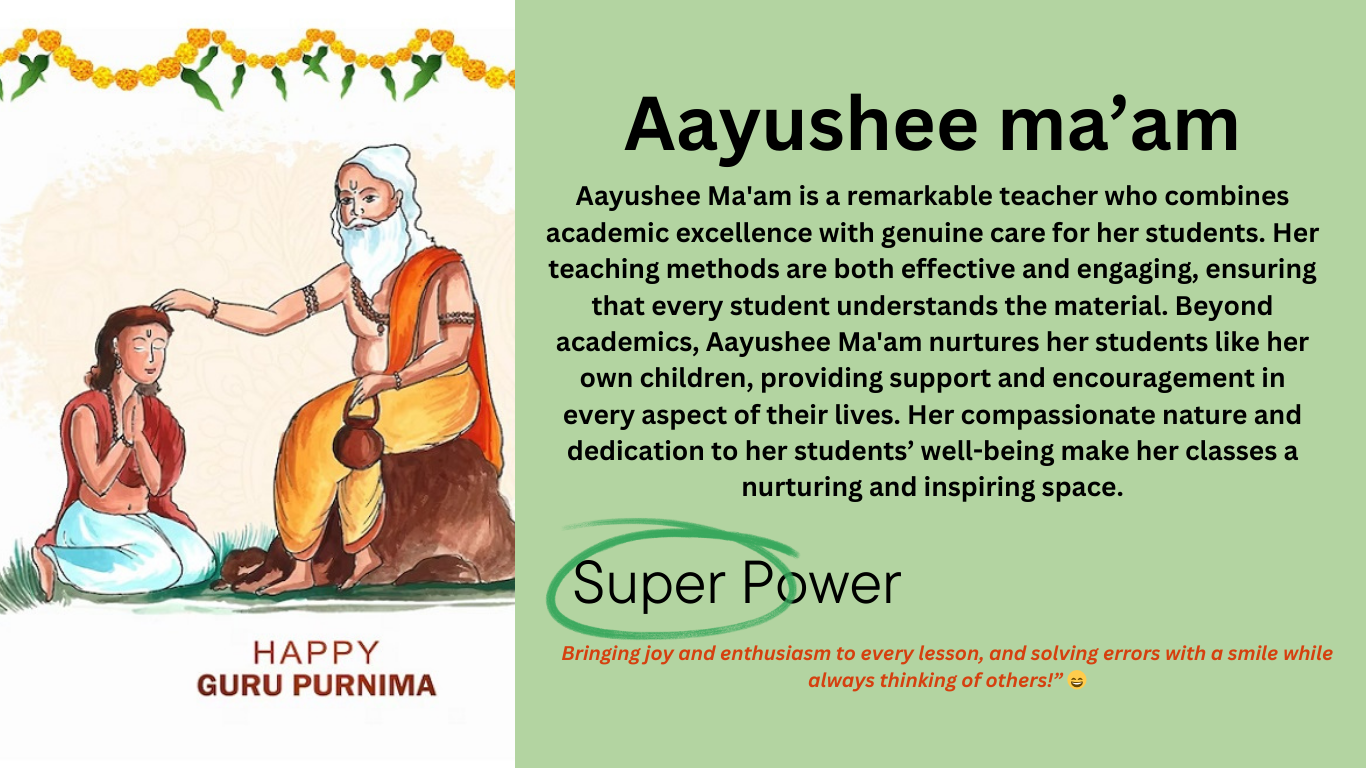 HAPPY
GURU PURNIMA
Aayushee ma’am
Aayushee Ma'am is a remarkable teacher who combines
academic excellence with genuine care for her students. Her
teaching methods are both effective and engaging, ensuring
that every student understands the material. Beyond
academics, Aayushee Ma'am nurtures her students like her
own children, providing support and encouragement in
every aspect of their lives. Her compassionate nature and
dedication to her students’ well-being make her classes a
nurturing and inspiring space.
Super Power
Bringing joy and enthusiasm to every lesson, and solving errors with a smile while
always thinking of others!” 😄